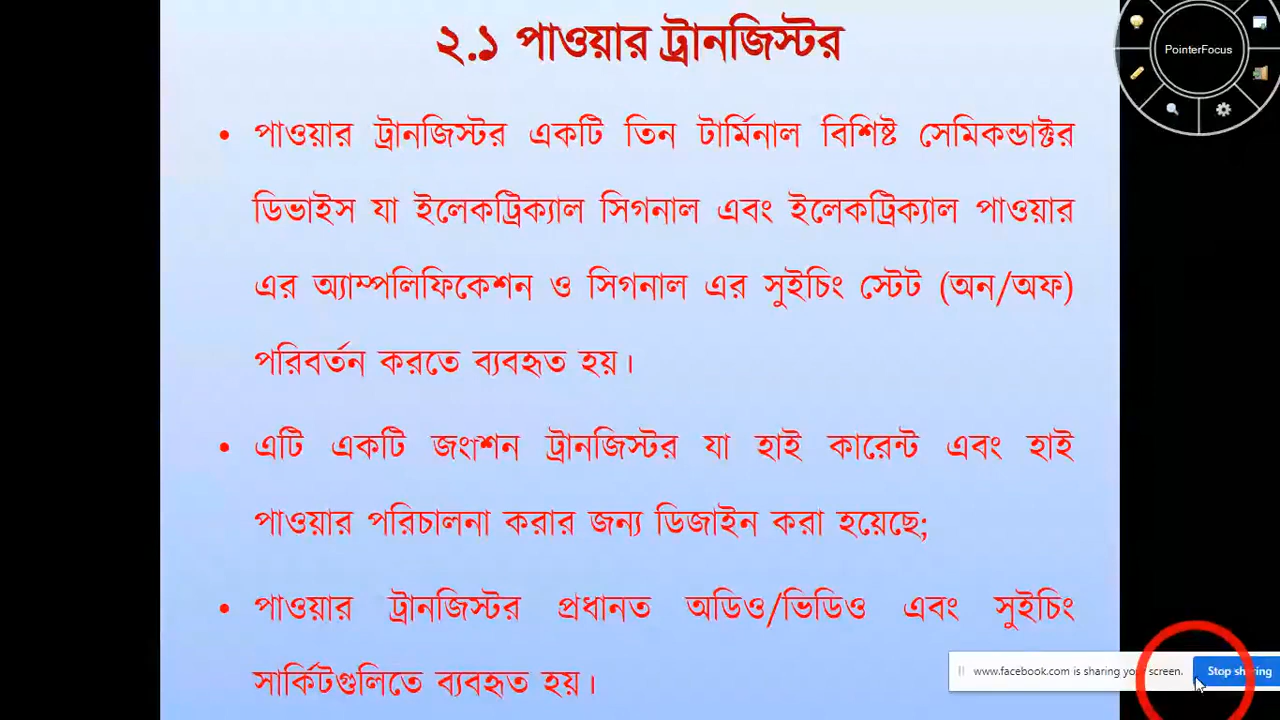 ২.১ পাওয়ার ট্রানজিস্টর
PointerFocus
• পাওয়ার ট্রানজিস্টর একটি তিন টার্মিনাল বিশিষ্ট সেমিকন্ডাক্টর
ডিভাইস যা ইলেকট্রিক্যাল সিগনাল এবং ইলেকট্রিক্যাল পাওয়ার
এর অ্যাম্পলিফিকেশন ও সিগনাল এর সুইচিং স্টেট (অন/অফ)
পরিবর্তন করতে ব্যবহৃত হয়।
• এটি একটি জংাশন ট্রানজিস্টর যা হাই কারেন্ট এবং হাই
পাওয়ার পরিচালনা করার জন্য ডিজাইন করা হয়েছে;
• পাওয়ার ট্রানজিস্টর প্রধানত অডিও/ভিডিও এবং সুইচিং
সার্কিটগুলিতে ব্যবহৃত হয়।
www.facebook.com is sharing your screen.
Stop sharing